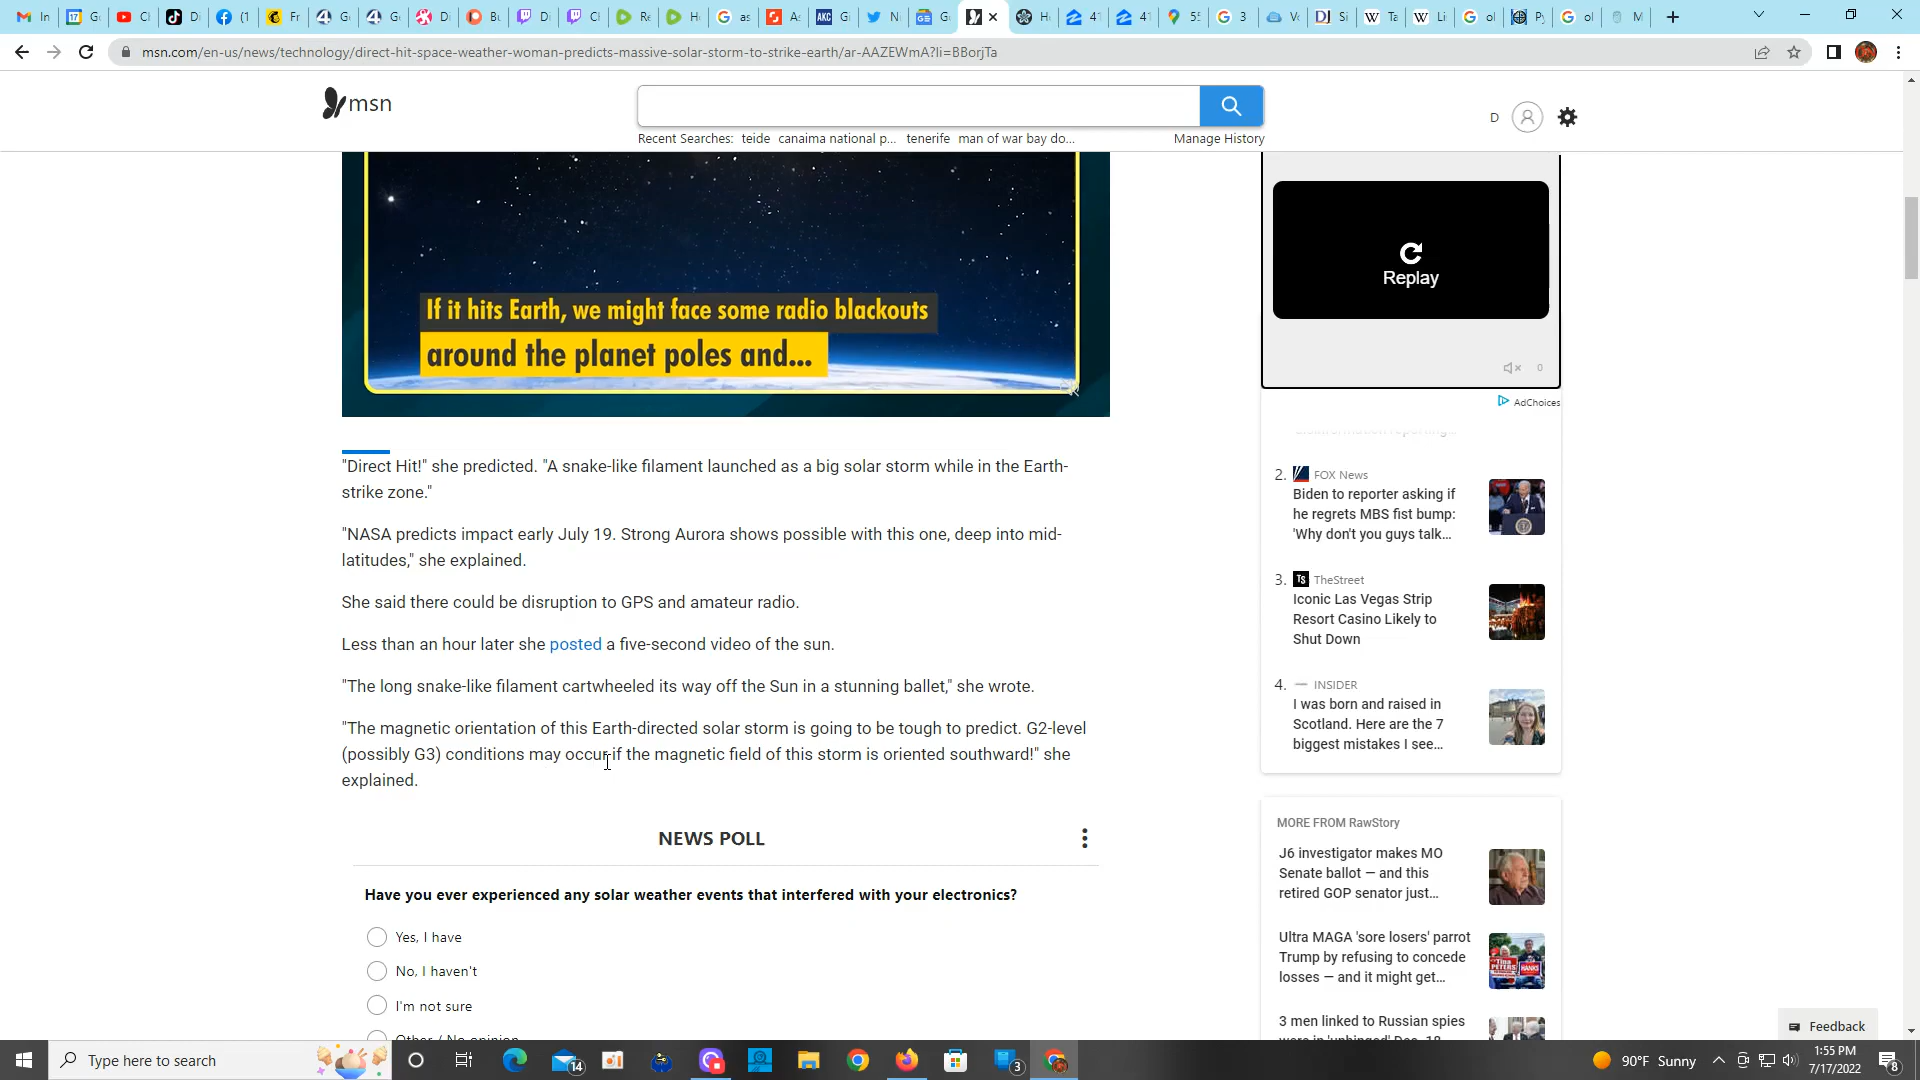 msn.com/en-us/news/technology/direct-hit-space-weather-woman-predicts-massive-solar-storm-to-strike-earth/ar-AAZEWmA?li=BBorjTa
msn
Recent Searches: teide canaima national p... tenerife man of war bay do... Manage History
D
If it hits Earth, we might face some radio blackouts
around the planet poles and...
Replay
0
AdChoices
"Direct Hit!" she predicted. "A snake-like filament launched as a big solar storm while in the Earth-
strike zone."
"NASA predicts impact early July 19. Strong Aurora shows possible with this one, deep into mid-
latitudes," she explained.
She said there could be disruption to GPS and amateur radio.
Less than an hour later she posted a five-second video of the sun.
"The long snake-like filament cartwheeled its way off the Sun in a stunning ballet," she wrote.
"The magnetic orientation of this Earth-directed solar storm is going to be tough to predict. G2-level
(possibly G3) conditions may occur if the magnetic field of this storm is oriented southward!" she
explained.
NEWS POLL
Have you ever experienced any solar weather events that interfered with your electronics?
Yes, I have
No, I haven't
I'm not sure
Other / No opinion
2. FOX News
Biden to reporter asking if
he regrets MBS fist bump:
'Why don't you guys talk...
3. TS TheStreet
Iconic Las Vegas Strip
Resort Casino Likely to
Shut Down
4. INSIDER
I was born and raised in
Scotland. Here are the 7
biggest mistakes I see...
MORE FROM RawStory
J6 investigator makes MO
Senate ballot — and this
retired GOP senator just...
Ultra MAGA 'sore losers' parrot
Trump by refusing to concede
losses — and it might get...
3 men linked to Russian spies
Feedback
Type here to search
14
3
90°F Sunny
1:55 PM
7/17/2022
8